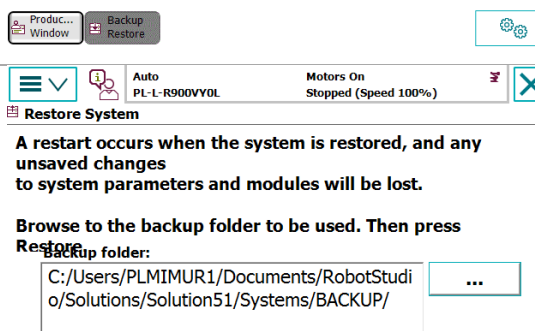 Produc...
Window
Backup
Restore
Auto
PL-L-R900VY0L
Motors On
Stopped (Speed 100%)
Restore System
A restart occurs when the system is restored, and any
unsaved changes
to system parameters and modules will be lost.
Browse to the backup folder to be used. Then press
Restore.
Backup folder:
C:/Users/PLMIMUR1/Documents/RobotStudi
o/Solutions/Solution51/Systems/BACKUP/
...